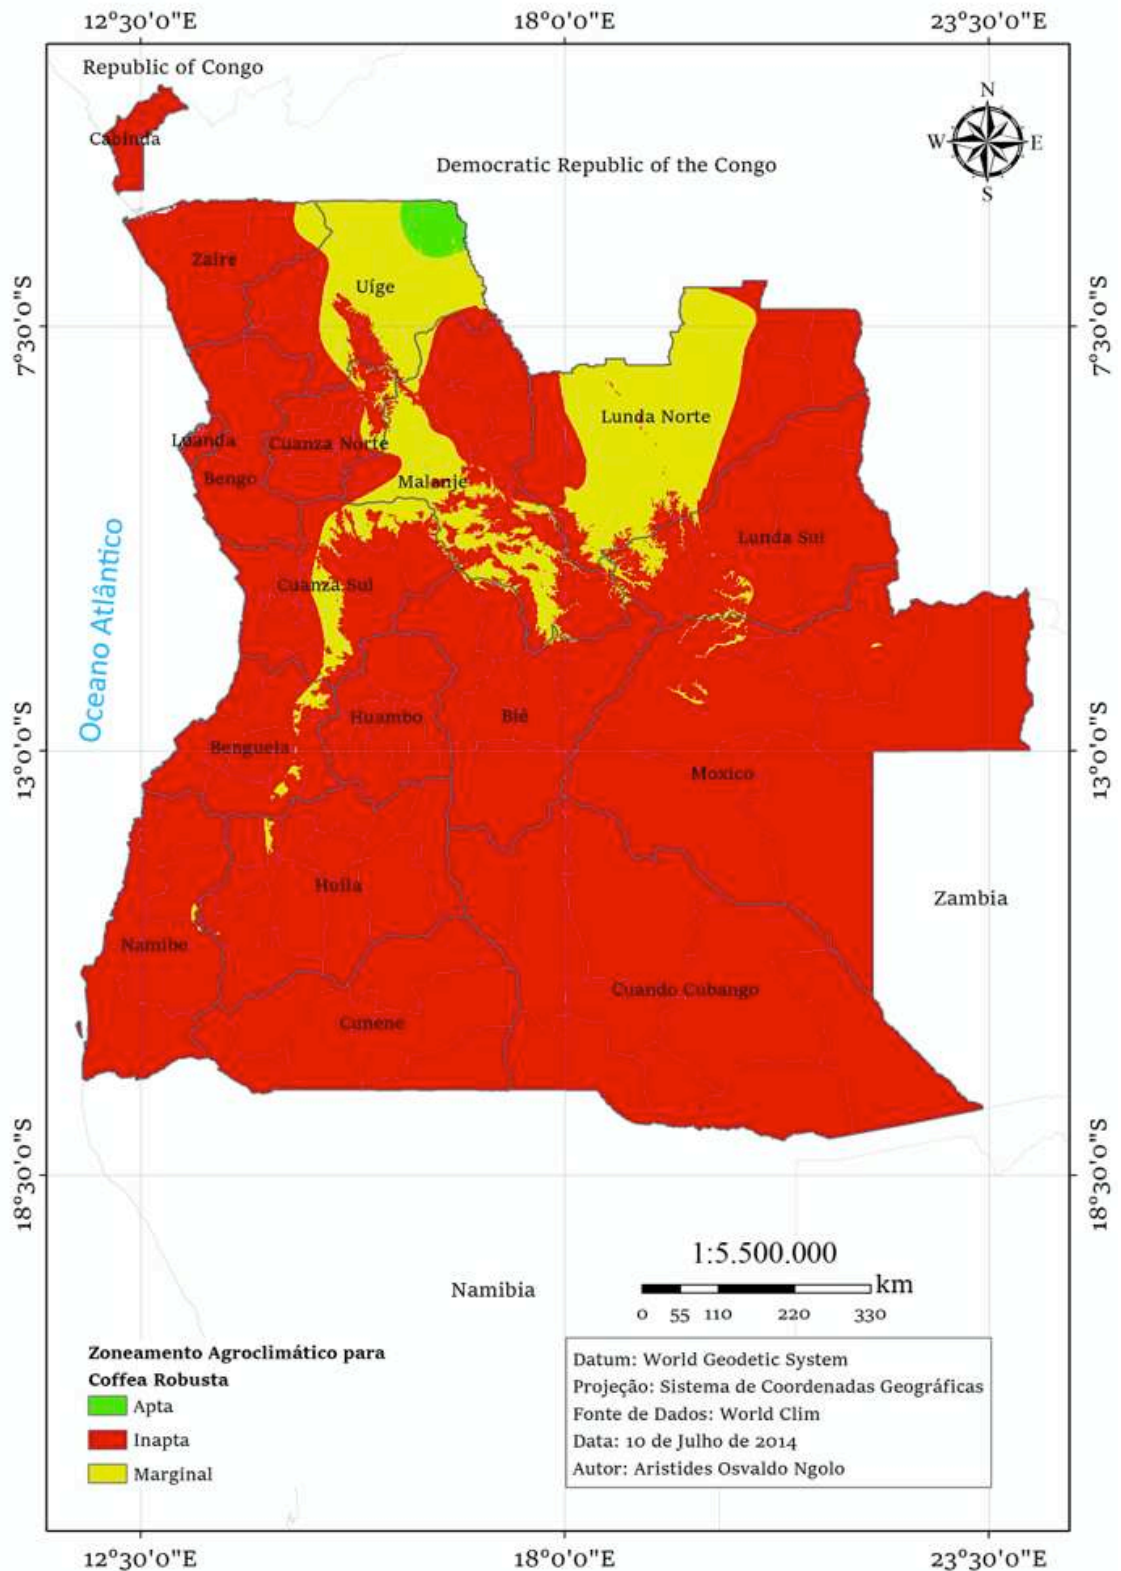 12°30'0"E 18°0'0"E 23°30'0"E
Republic of Congo
N
Cabinda
W E
Democratic Republic of the Congo
S
Zaire
Uíge
7°30'0"S 7°30'0"S
Lunda Norte
Luanda
Cuanza Norte
Bengo
Malanje
Lunda Sul
Oceano Atlântico
Cuanza Sul
Huambo
Bié
Benguela
13°0'0"S 13°0'0"S
Moxico
Huíla
Zambia
Namibe
Cuando Cubango
Cunene
18°30'0"S 18°30'0"S
1:5.500.000
Namibia
km
0 55 110 220 330
Zoneamento Agroclimático para
Coffea Robusta
Apta
Inapta
Marginal
Datum: World Geodetic System
Projeção: Sistema de Coordenadas Geográficas
Fonte de Dados: World Clim
Data: 10 de Julho de 2014
Autor: Aristides Osvaldo Ngolo
12°30'0"E 18°0'0"E 23°30'0"E